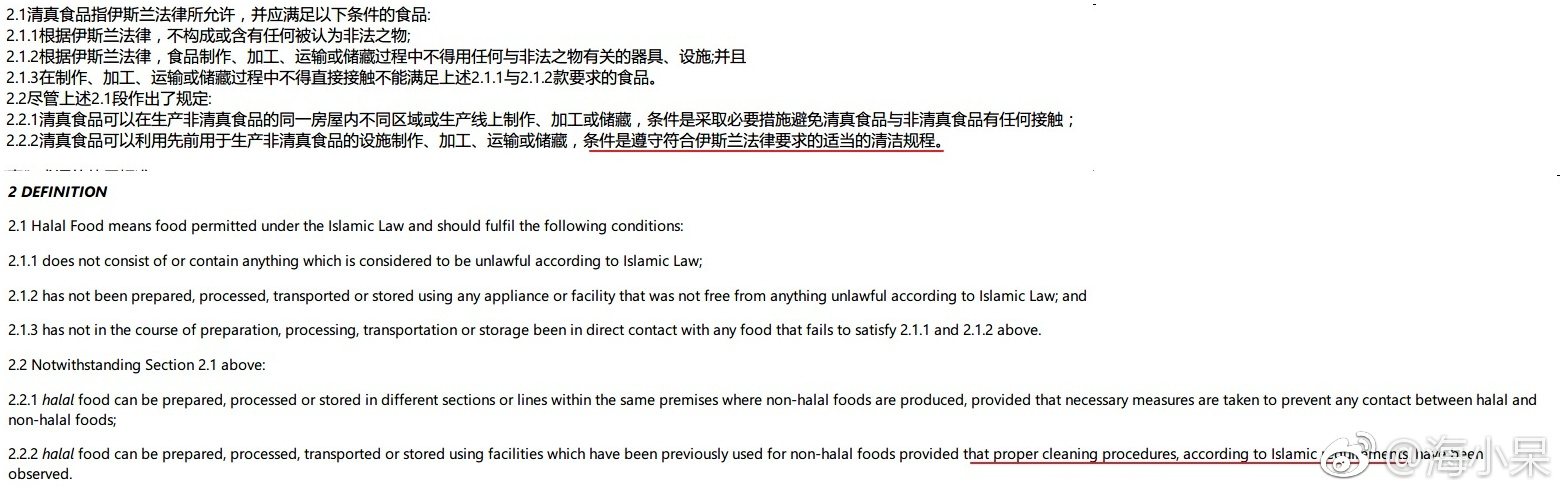 2.1清真食品指伊斯兰法律所允许，并应满足以下条件的食品:
2.1.1根据伊斯兰法律，不构成或含有任何被认为非法之物;
2.1.2根据伊斯兰法律，食品制作、加工、运输或储藏过程中不得用任何与非法之物有关的器具、设施;并且
2.1.3在制作、加工、运输或储藏过程中不得直接接触不能满足上述2.1.1与2.1.2款要求的食品。
2.2尽管上述2.1段作出了规定:
2.2.1清真食品可以在生产非清真食品的同一房屋内不同区域或生产线上制作、加工或储藏，条件是采取必要措施避免清真食品与非清真食品有任何接触；
2.2.2清真食品可以利用先前用于生产非清真食品的设施制作、加工、运输或储藏，条件是遵守符合伊斯兰法律要求的适当的清洁规程。
2 DEFINITION
2.1 Halal Food means food permitted under the Islamic Law and should fulfil the following conditions:
2.1.1 does not consist of or contain anything which is considered to be unlawful according to Islamic Law;
2.1.2 has not been prepared, processed, transported or stored using any appliance or facility that was not free from anything unlawful according to Islamic Law; and
2.1.3 has not in the course of preparation, processing, transportation or storage been in direct contact with any food that fails to satisfy 2.1.1 and 2.1.2 above.
2.2 Notwithstanding Section 2.1 above:
2.2.1 halal food can be prepared, processed or stored in different sections or lines within the same premises where non-halal foods are produced, provided that necessary measures are taken to prevent any contact between halal and
non-halal foods;
2.2.2 halal food can be prepared, processed, transported or stored using facilities which have been previously used for non-halal foods provided that proper cleaning procedures, according to Islamic requirements, have been
observed.
@海小呆